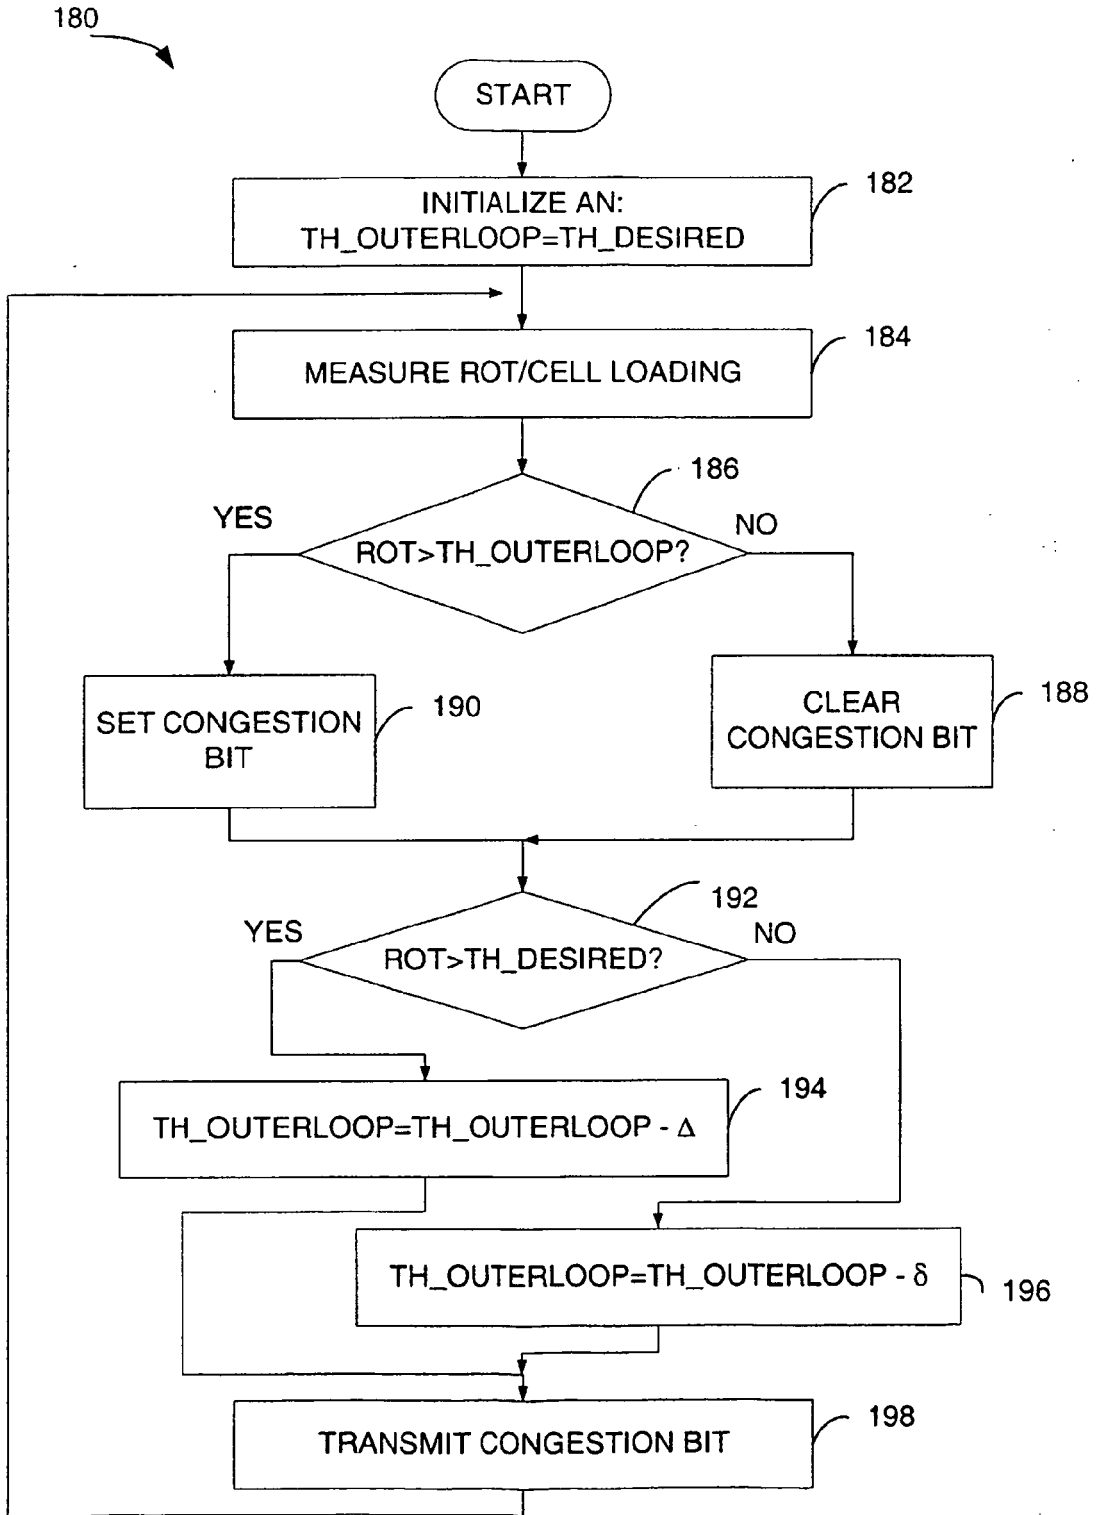 180
START
INITIALIZE AN:
TH_OUTERLOOP=TH_DESIRED
182
MEASURE ROT/CELL LOADING
184
186
YES
NO
ROT>TH_OUTERLOOP?
SET CONGESTION
BIT
190
CLEAR
CONGESTION BIT
188
192
YES
NO
ROT>TH_DESIRED?
TH_OUTERLOOP=TH_OUTERLOOP - Δ
194
TH_OUTERLOOP=TH_OUTERLOOP - δ
196
TRANSMIT CONGESTION BIT
198